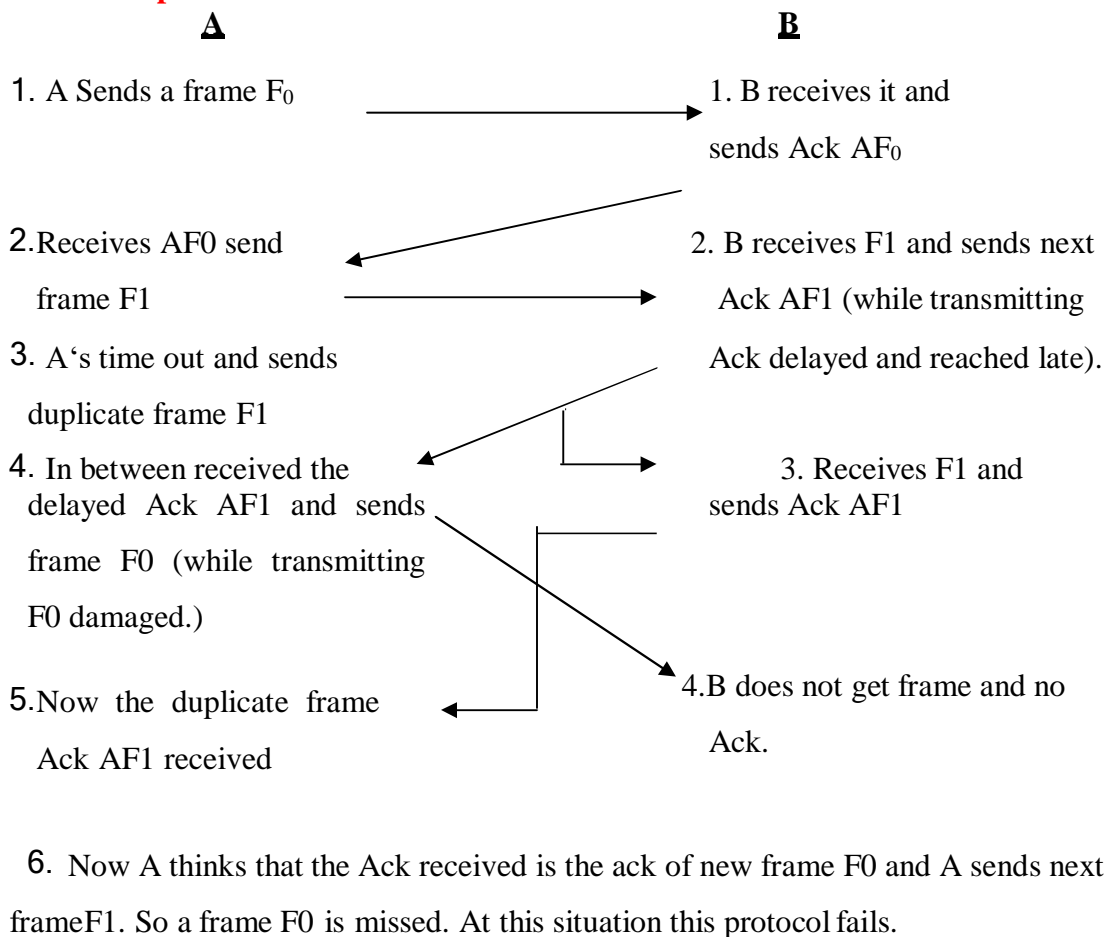 A B
1. A Sends a frame F₀
1. B receives it and
sends Ack AF₀
2.Receives AF0 send
frame F1
2. B receives F1 and sends next
Ack AF1 (while transmitting
Ack delayed and reached late).
3. A‘s time out and sends
duplicate frame F1
4. In between received the
delayed Ack AF1 and sends
frame F0 (while transmitting
F0 damaged.)
3. Receives F1 and
sends Ack AF1
5.Now the duplicate frame
Ack AF1 received
4.B does not get frame and no
Ack.
6. Now A thinks that the Ack received is the ack of new frame F0 and A sends next
frameF1. So a frame F0 is missed. At this situation this protocol fails.